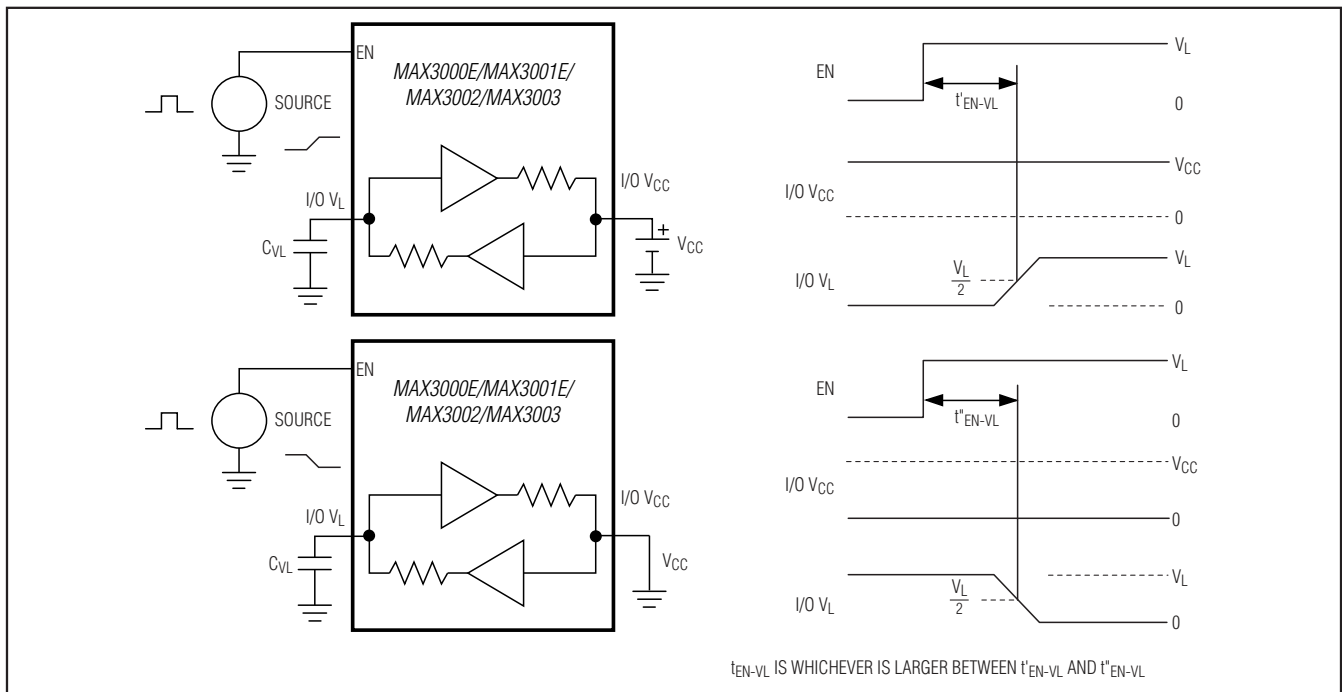 EN
MAX3000E/MAX3001E/
MAX3002/MAX3003
SOURCE
I/O VL
I/O VCC
CVL
+
VCC
EN
VL
t'EN-VL
0
I/O VCC
VCC
0
I/O VL
VL/2
VL
0
EN
MAX3000E/MAX3001E/
MAX3002/MAX3003
SOURCE
I/O VL
I/O VCC
CVL
VCC
EN
VL
t"EN-VL
0
I/O VCC
VCC
0
I/O VL
VL/2
VL
0
tEN-VL IS WHICHEVER IS LARGER BETWEEN t'EN-VL AND t"EN-VL